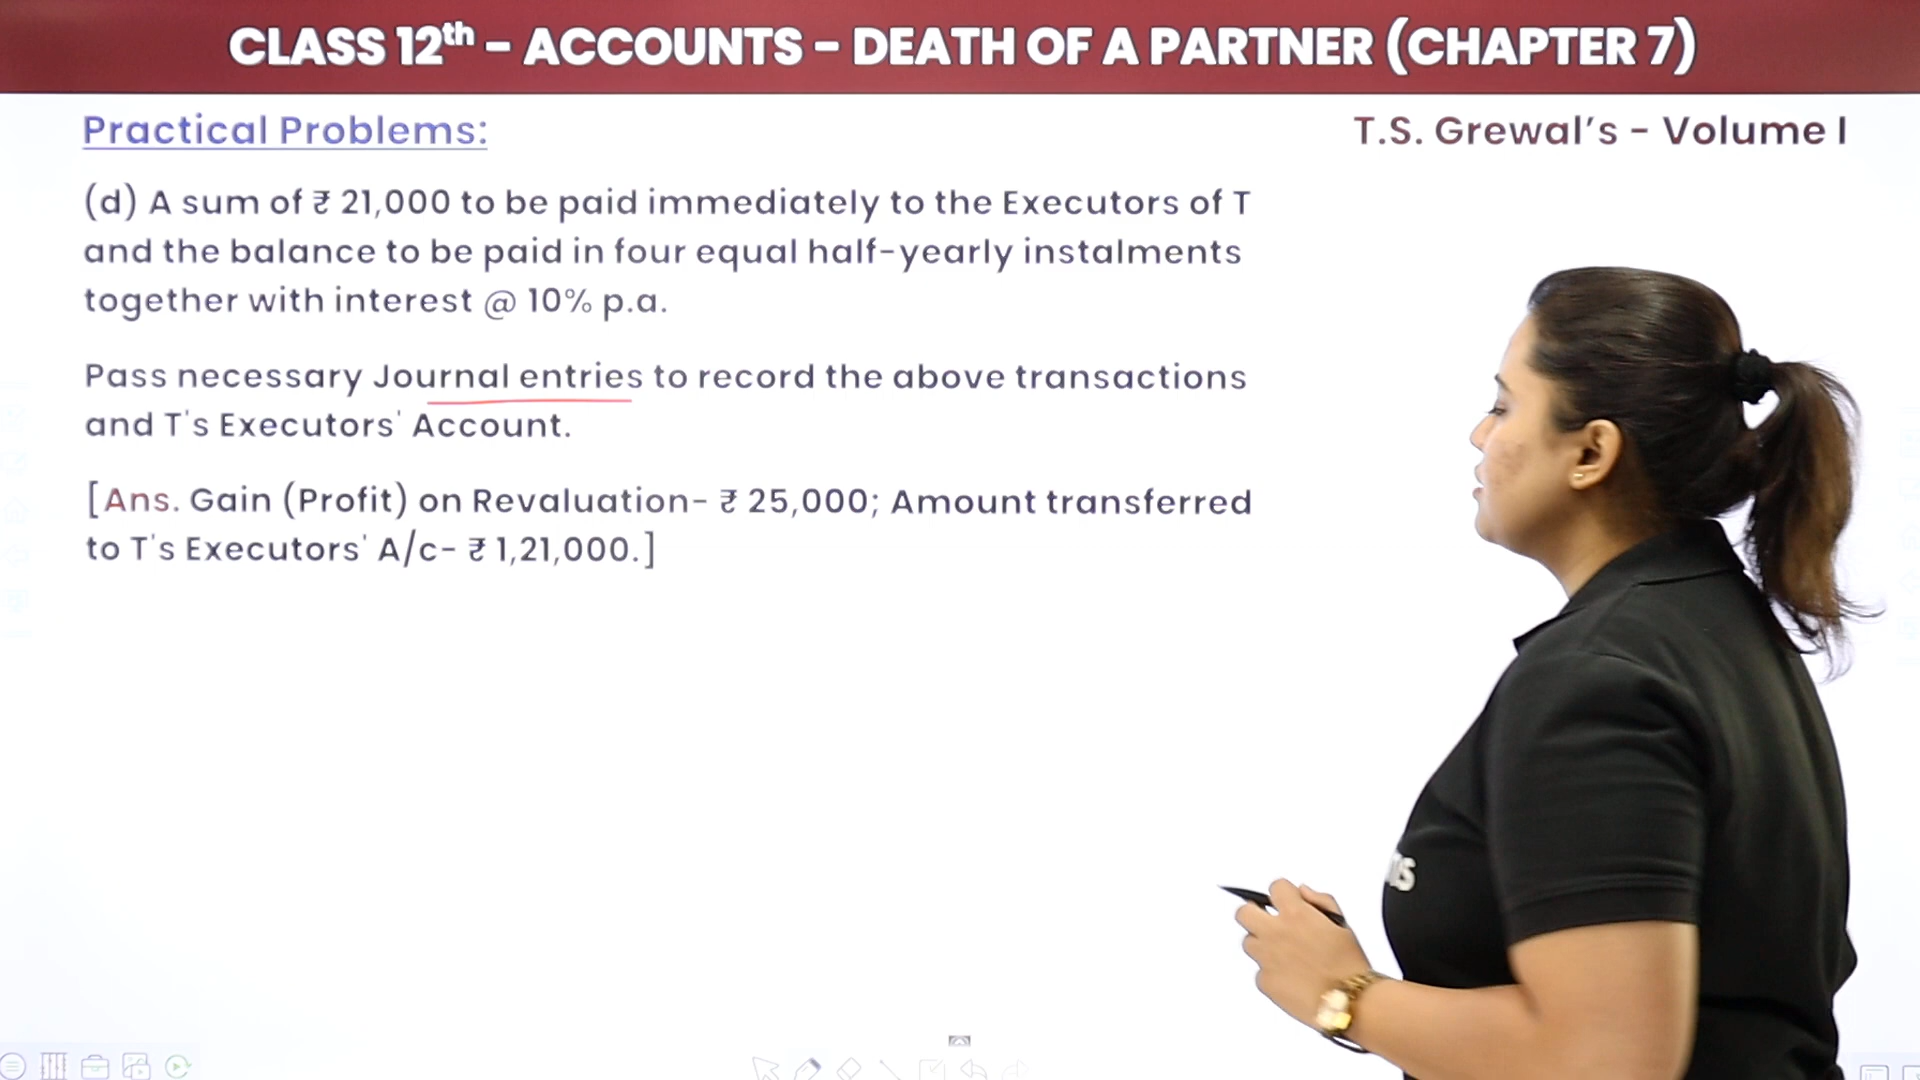 CLASS 12th – ACCOUNTS – DEATH OF A PARTNER (CHAPTER 7)
Practical Problems:
T.S. Grewal’s – Volume I
(d) A sum of ₹ 21,000 to be paid immediately to the Executors of T
and the balance to be paid in four equal half-yearly instalments
together with interest @ 10% p.a.
Pass necessary Journal entries to record the above transactions
and T's Executors' Account.
[Ans. Gain (Profit) on Revaluation- ₹ 25,000; Amount transferred
to T's Executors' A/c- ₹ 1,21,000.]